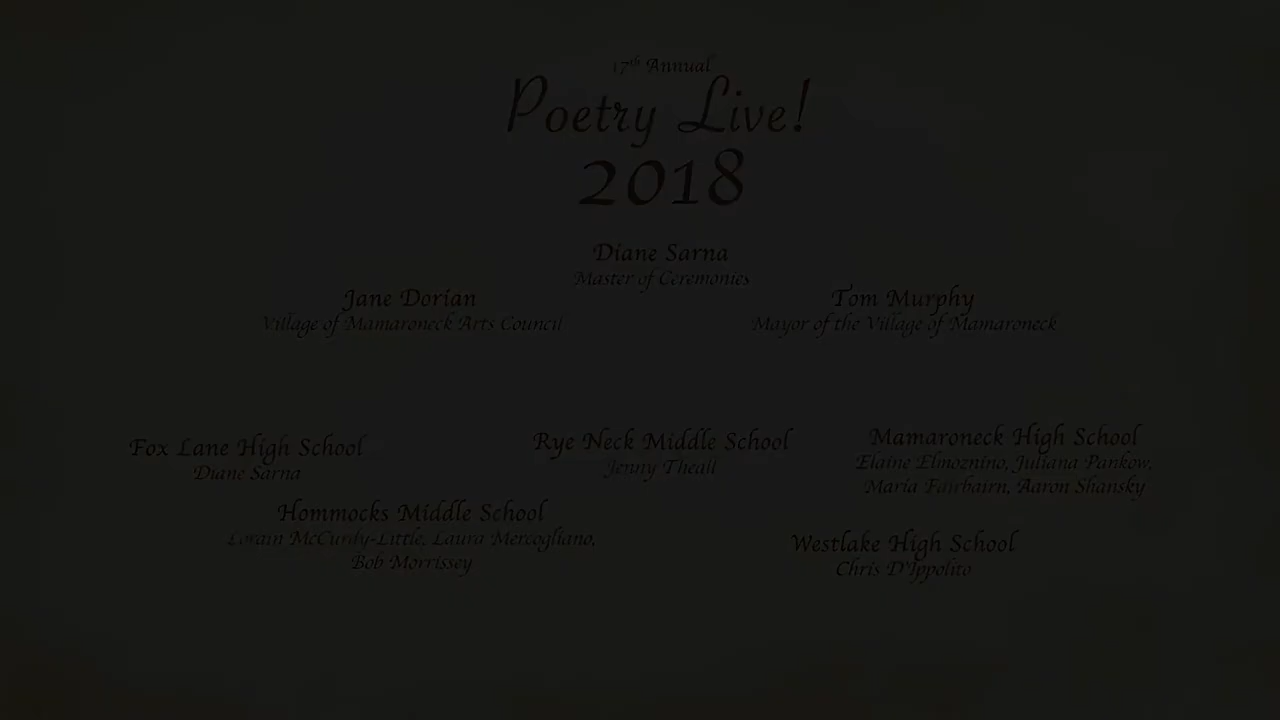 17th Annual
Poetry Live!
2018
Diane Sarna
Master of Ceremonies
Jane Dorian
Village of Mamaroneck Arts Council
Tom Murphy
Mayor of the Village of Mamaroneck
Fox Lane High School
Diane Sarna
Rye Neck Middle School
Jenny Theall
Mamaroneck High School
Elaine Elmoznino, Juliana Pankow,
Maria Fairbairn, Aaron Shansky
Hommocks Middle School
Lorain McCurdy-Little, Laura Mercogliano,
Bob Morrissey
Westlake High School
Chris D'Ippolito